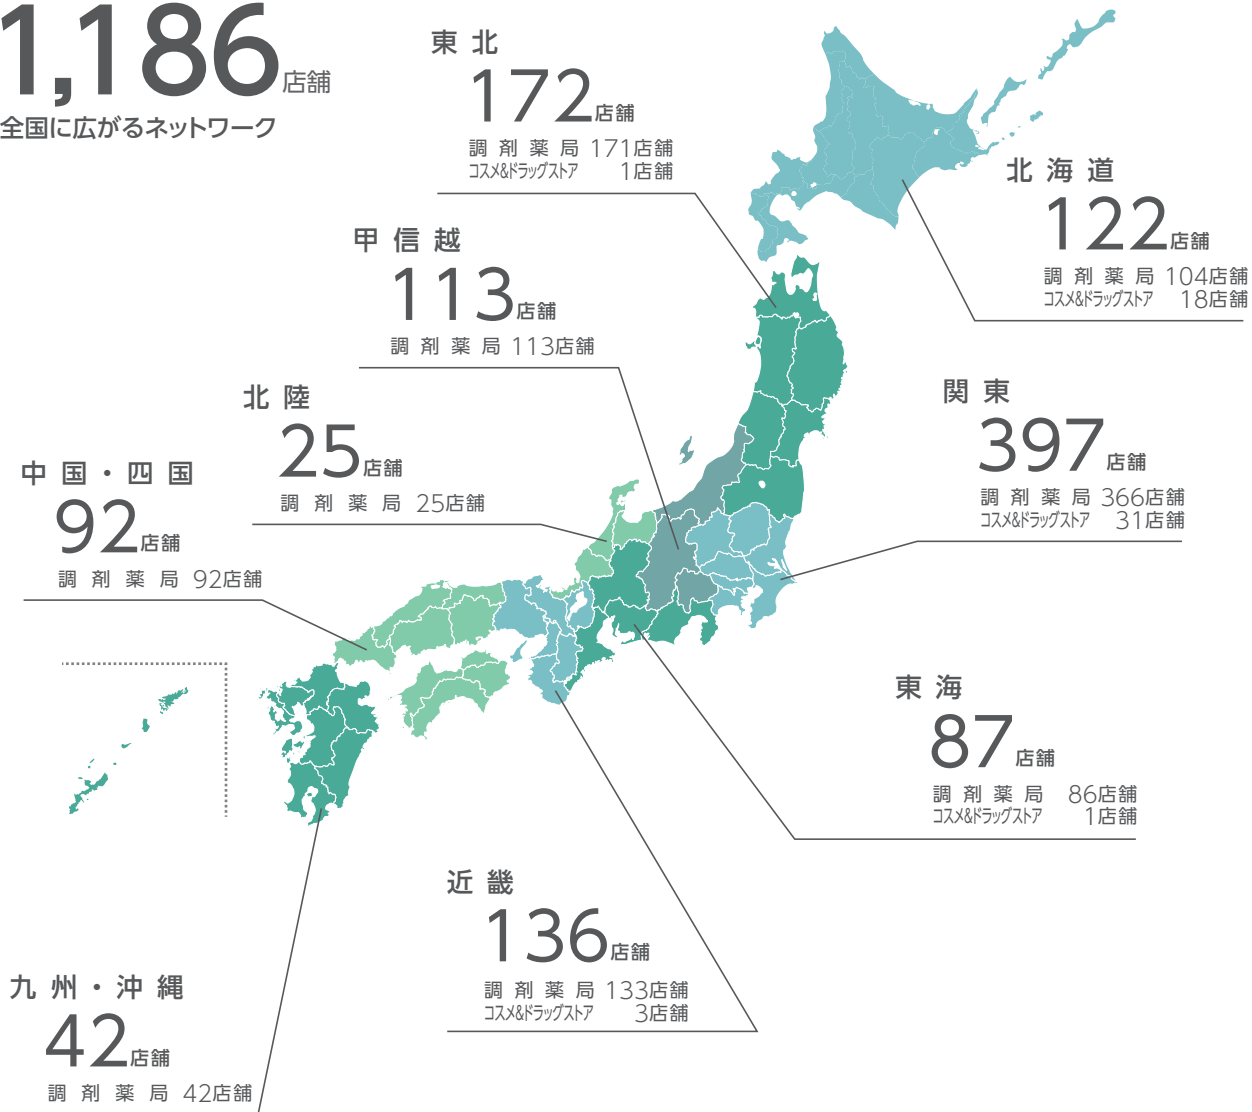 1,186店舗
全国に広がるネットワーク
東北
172店舗
調剤薬局 171店舗
コスメ&ドラッグストア 1店舗
北海道
122店舗
調剤薬局 104店舗
コスメ&ドラッグストア 18店舗
甲信越
113店舗
調剤薬局 113店舗
関東
397店舗
調剤薬局 366店舗
コスメ&ドラッグストア 31店舗
北陸
25店舗
調剤薬局 25店舗
中国・四国
92店舗
調剤薬局 92店舗
東海
87店舗
調剤薬局 86店舗
コスメ&ドラッグストア 1店舗
近畿
136店舗
調剤薬局 133店舗
コスメ&ドラッグストア 3店舗
九州・沖縄
42店舗
調剤薬局 42店舗